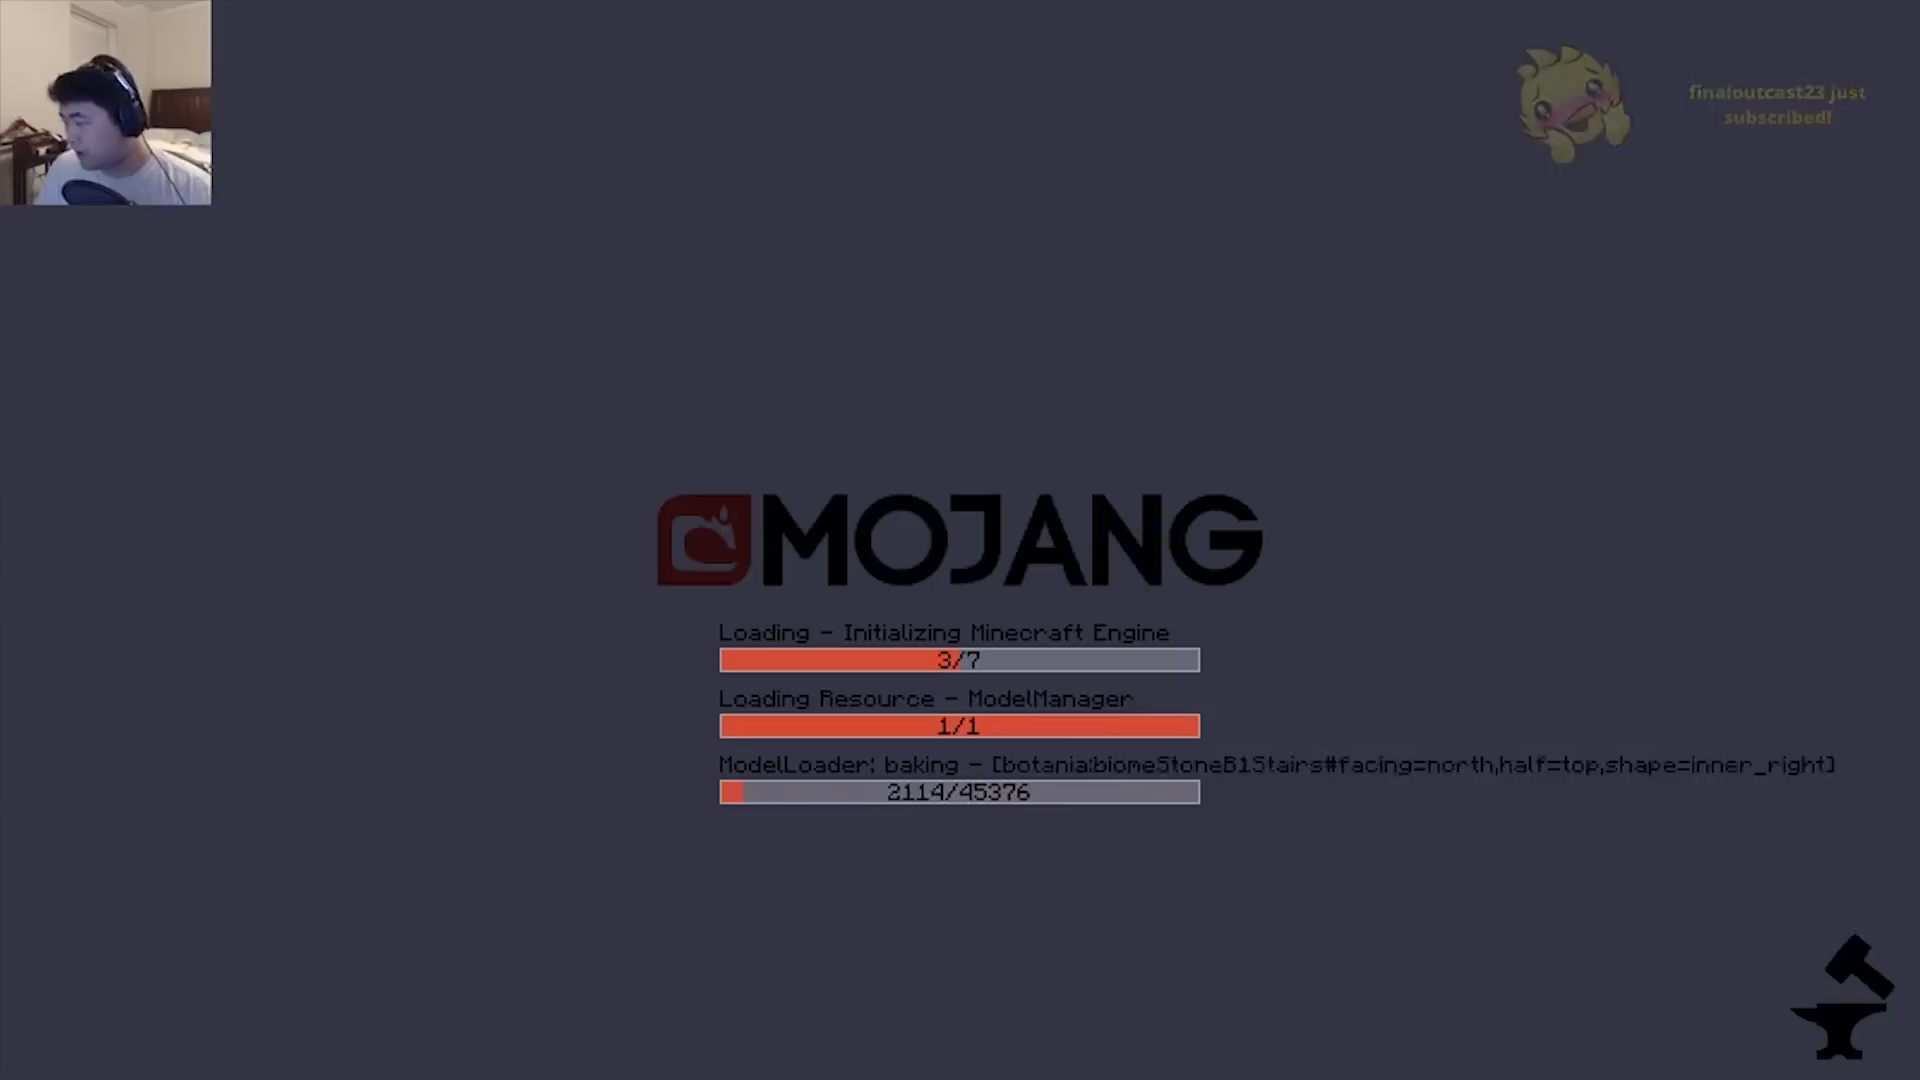 finaloutcast23 just
subscribed!
MOJANG
Loading - Initializing Minecraft Engine
3/7
Loading Resource - ModelManager
1/1
ModelLoader: baking - [botania:biomeStoneB1Stairs#facing=north,half=top,shape=inner_right]
2114/45376